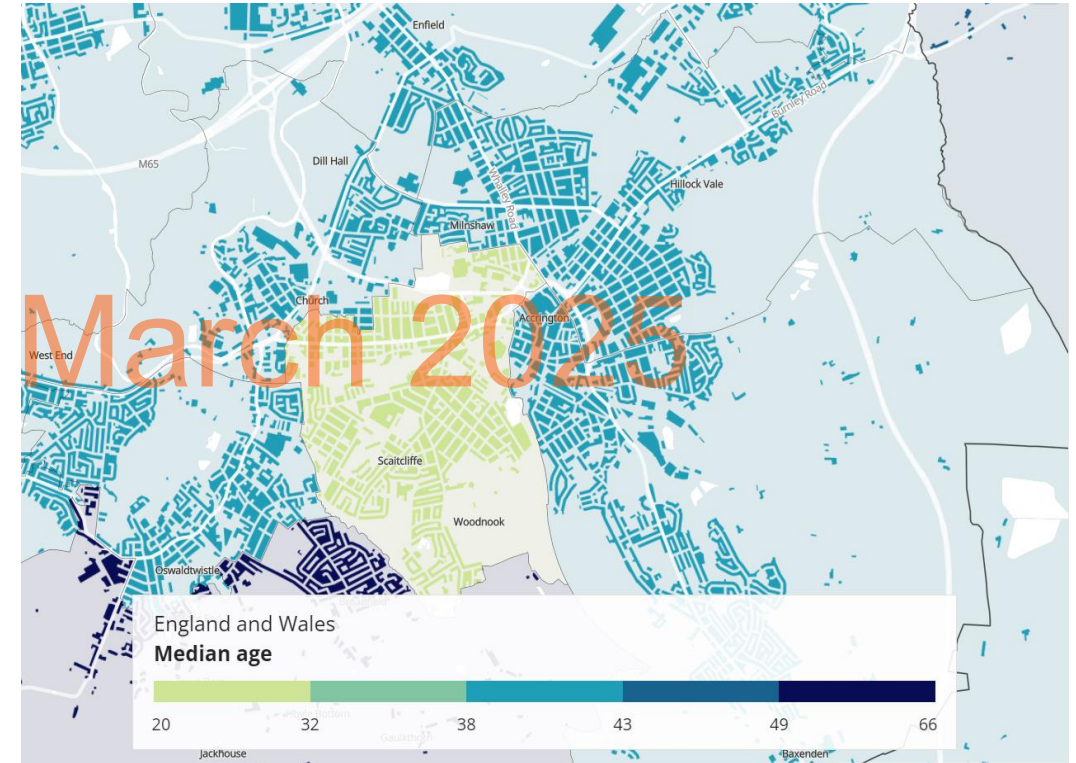 Enfield
Burnley Road
M65
Dill Hall
Whalley Road
Hillock Vale
Milnshaw
Church
March 2025
Accrington
West End
Scaitcliffe
Woodnook
Oswaldtwistle
England and Wales
Median age
20 32 38 43 49 66
Jackhouse
Baxenden